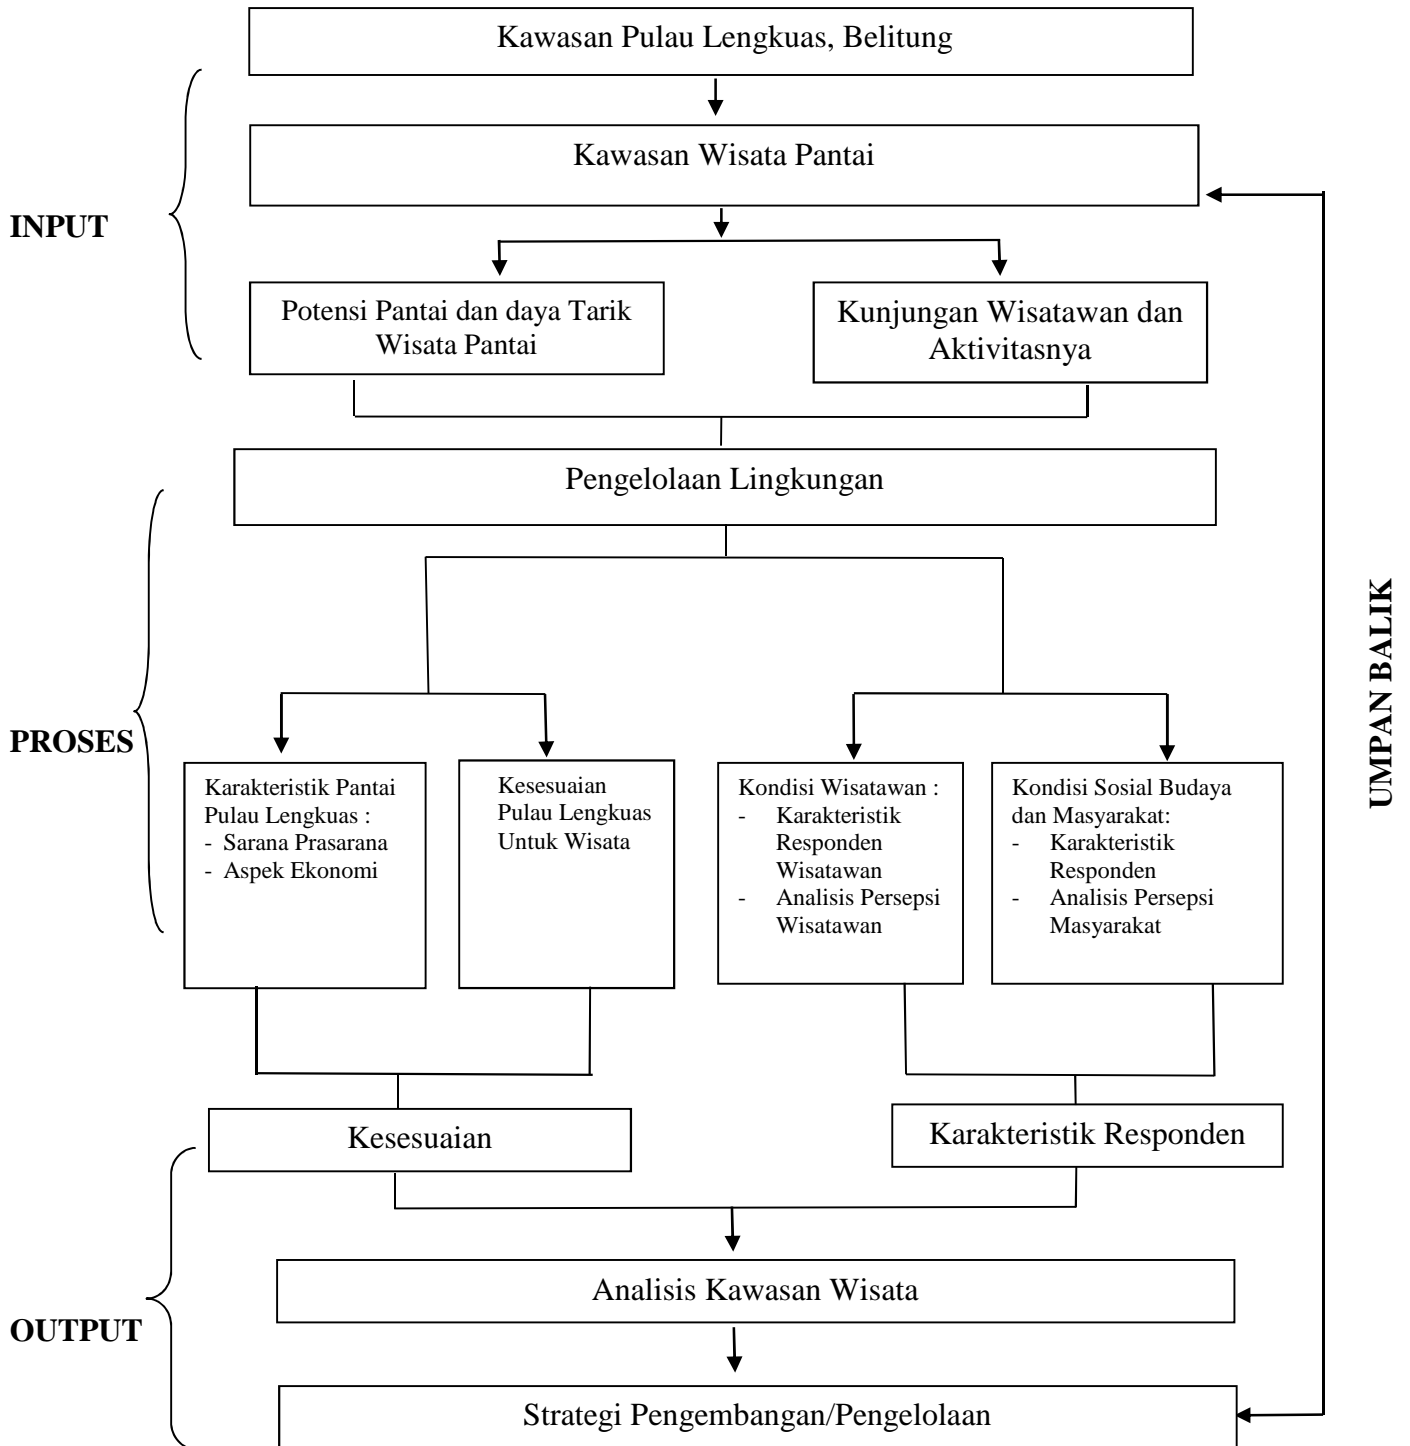 Kawasan Pulau Lengkuas, Belitung
Kawasan Wisata Pantai
INPUT
Potensi Pantai dan daya Tarik
Wisata Pantai
Kunjungan Wisatawan dan
Aktivitasnya
Pengelolaan Lingkungan
UMPAN BALIK
PROSES
Karakteristik Pantai
Pulau Lengkuas :
- Sarana Prasarana
- Aspek Ekonomi
Kesesuaian
Pulau Lengkuas
Untuk Wisata
Kondisi Wisatawan :
- Karakteristik
Responden
Wisatawan
- Analisis Persepsi
Wisatawan
Kondisi Sosial Budaya
dan Masyarakat:
- Karakteristik
Responden
- Analisis Persepsi
Masyarakat
Kesesuaian
Karakteristik Responden
Analisis Kawasan Wisata
OUTPUT
Strategi Pengembangan/Pengelolaan